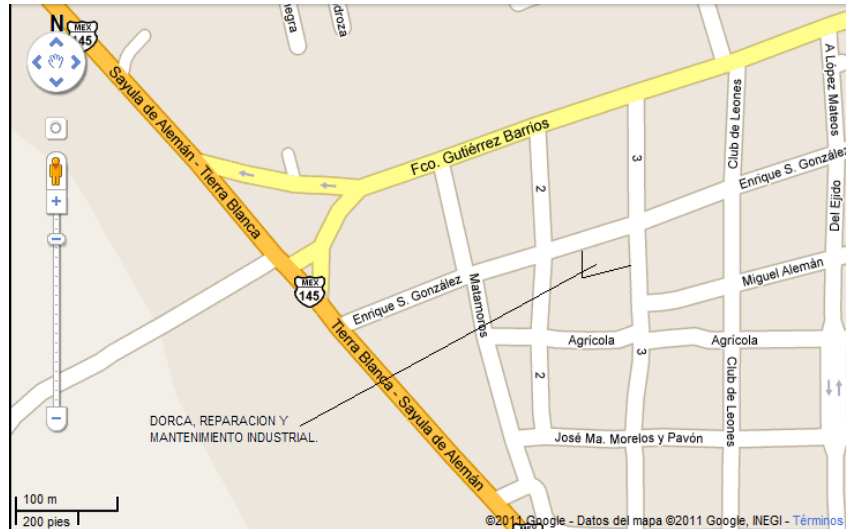 N
MEX
145
negra
droza
Sayula de Alemán - Tierra Blanca
Fco. Gutiérrez Barrios
Club de Leones
A López Mateos
3
2
Enrique S. González
Del Ejido
MEX
145
Enrique S. González
Matamoros
Miguel Alemán
Tierra Blanca - Sayula de Alemán
Agrícola
3
Agrícola
2
Club de Leones
DORCA, REPARACION Y
MANTENIMIENTO INDUSTRIAL.
José Ma. Morelos y Pavón
100 m
200 pies
MEX
©2011 Google - Datos del mapa ©2011 Google, INEGI - Términos